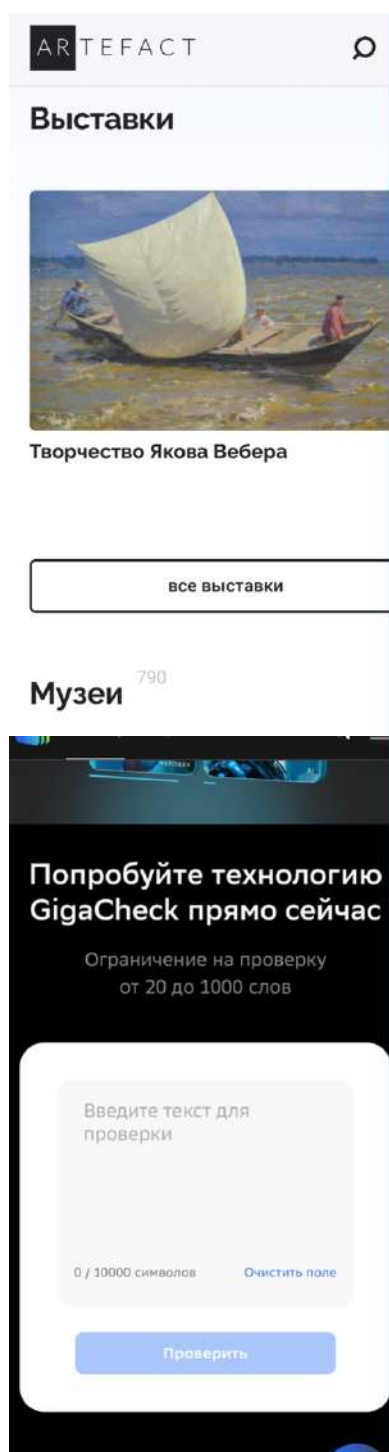 ARTEFACT
Выставки
Творчество Якова Вебера
все выставки
Музеи 790
Попробуйте технологию
GigaCheck прямо сейчас
Ограничение на проверку
от 20 до 1000 слов
Введите текст для
проверки
0 / 10000 символов Очистить поле
Проверить